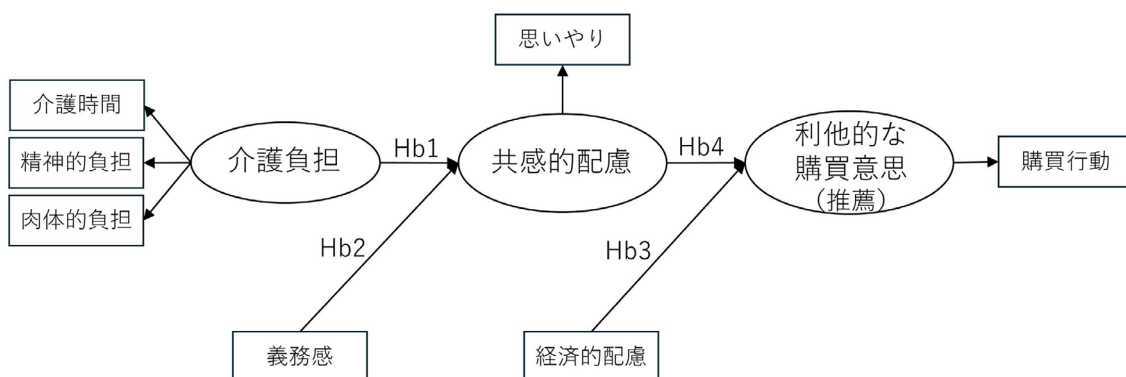 思いやり
介護時間
精神的負担
肉体的負担
介護負担
Hb1
共感的配慮
Hb4
利他的な
購買意思
(推薦)
購買行動
Hb2
Hb3
義務感
経済的配慮